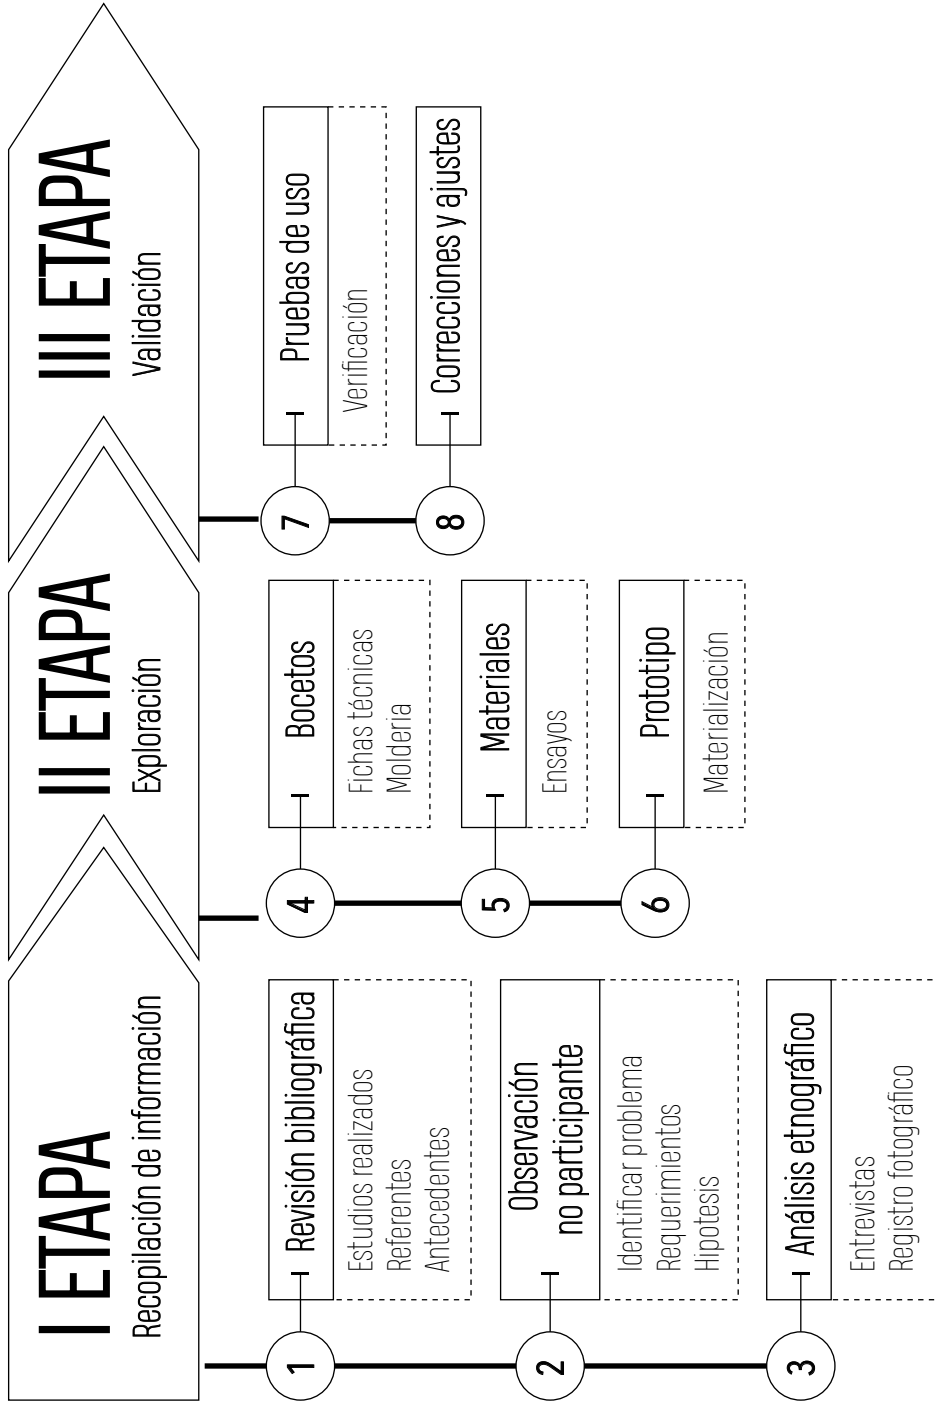 I ETAPA
Recopilación de información
1
Revisión bibliográfica
Estudios realizados
Referentes
Antecedentes
2
Observación
no participante
Identificar problema
Requerimientos
Hipotesis
3
Análisis etnográfico
Entrevistas
Registro fotográfico
II ETAPA
Exploración
4
Bocetos
Fichas técnicas
Molderia
5
Materiales
Ensayos
6
Prototipo
Materialización
III ETAPA
Validación
7
Pruebas de uso
Verificación
8
Correcciones y ajustes